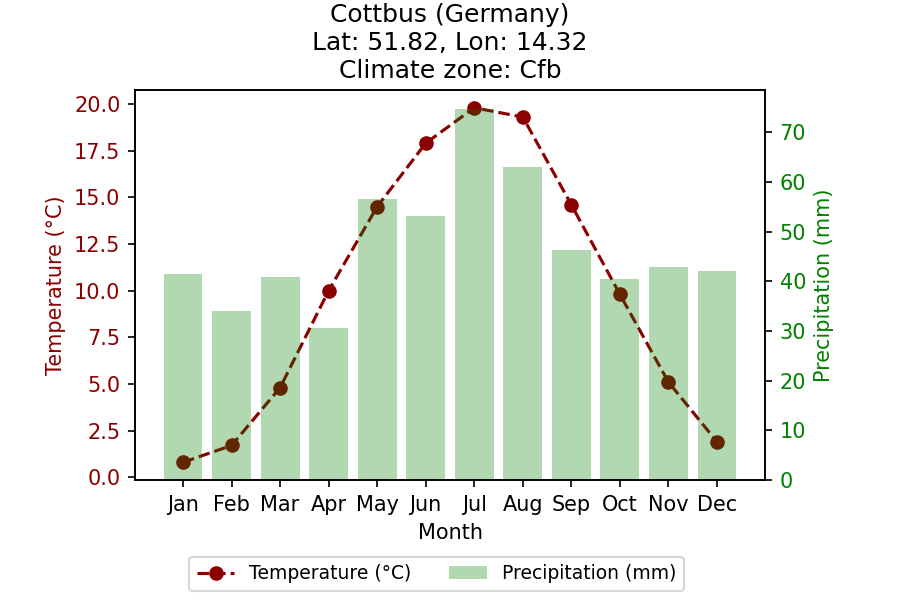 Cottbus (Germany)
Lat: 51.82, Lon: 14.32
Climate zone: Cfb
20.0
17.5
15.0
12.5
10.0
7.5
5.0
2.5
0.0
Temperature (°C)
70
60
50
40
30
20
10
0
Precipitation (mm)
Jan Feb Mar Apr May Jun Jul Aug Sep Oct Nov Dec
Month
Temperature (°C) Precipitation (mm)